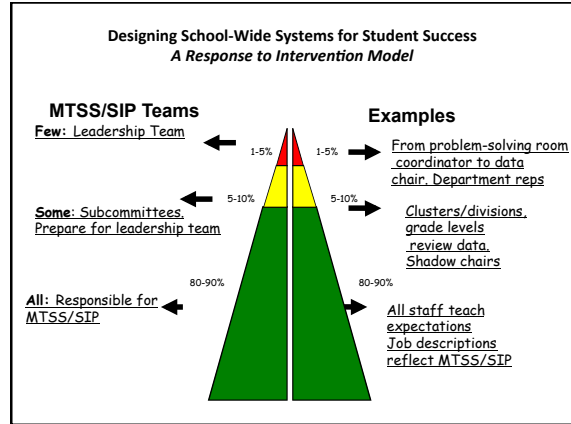 Designing School-Wide Systems for Student Success
A Response to Intervention Model
MTSS/SIP Teams
Few: Leadership Team
1-5%
5-10%
Some: Subcommittees,
Prepare for leadership team
80-90%
All: Responsible for
MTSS/SIP
Examples
1-5%
From problem-solving room
coordinator to data
chair. Department reps
5-10%
Clusters/divisions,
grade levels
review data,
Shadow chairs
80-90%
All staff teach
expectations
Job descriptions
reflect MTSS/SIP